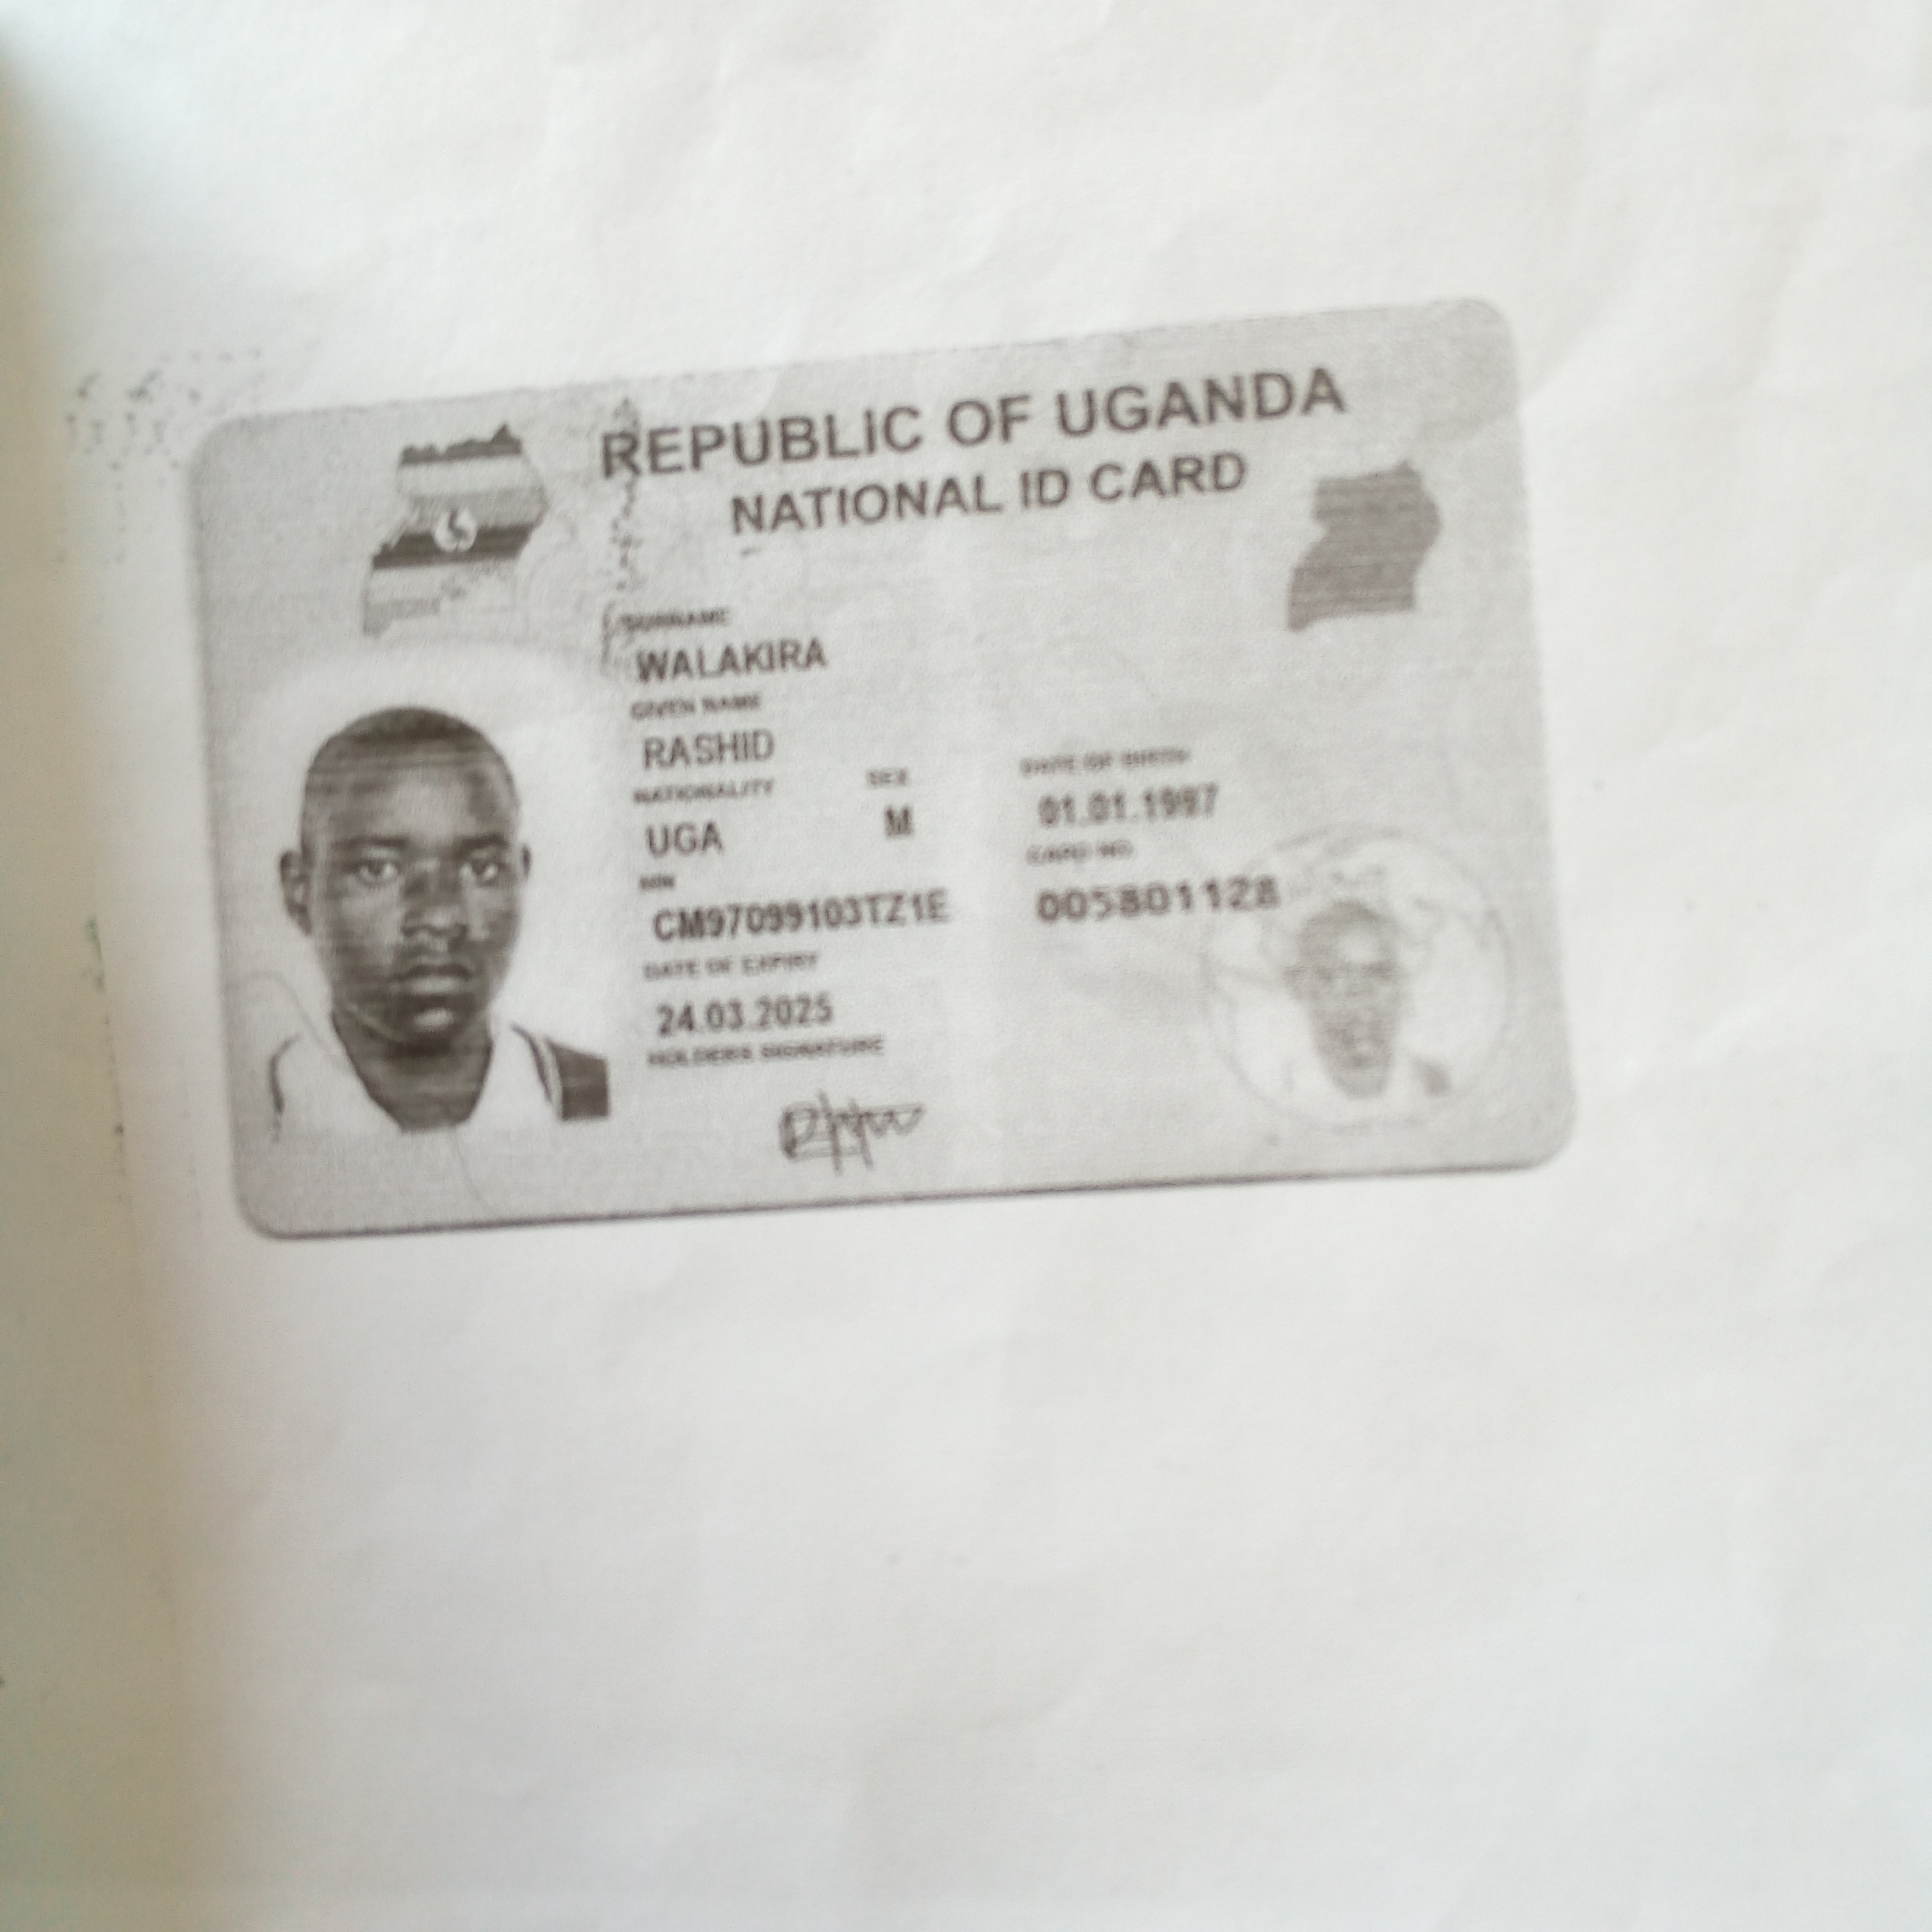 REPUBLIC OF UGANDA
NATIONAL ID CARD
SURNAME
WALAKIRA
GIVEN NAME
RASHID
NATIONALITY SEX DATE OF BIRTH
UGA M 01.01.1997
NIN CARD NO.
CM97099103TZ1E 005801128
DATE OF EXPIRY
24.03.2025
HOLDER'S SIGNATURE